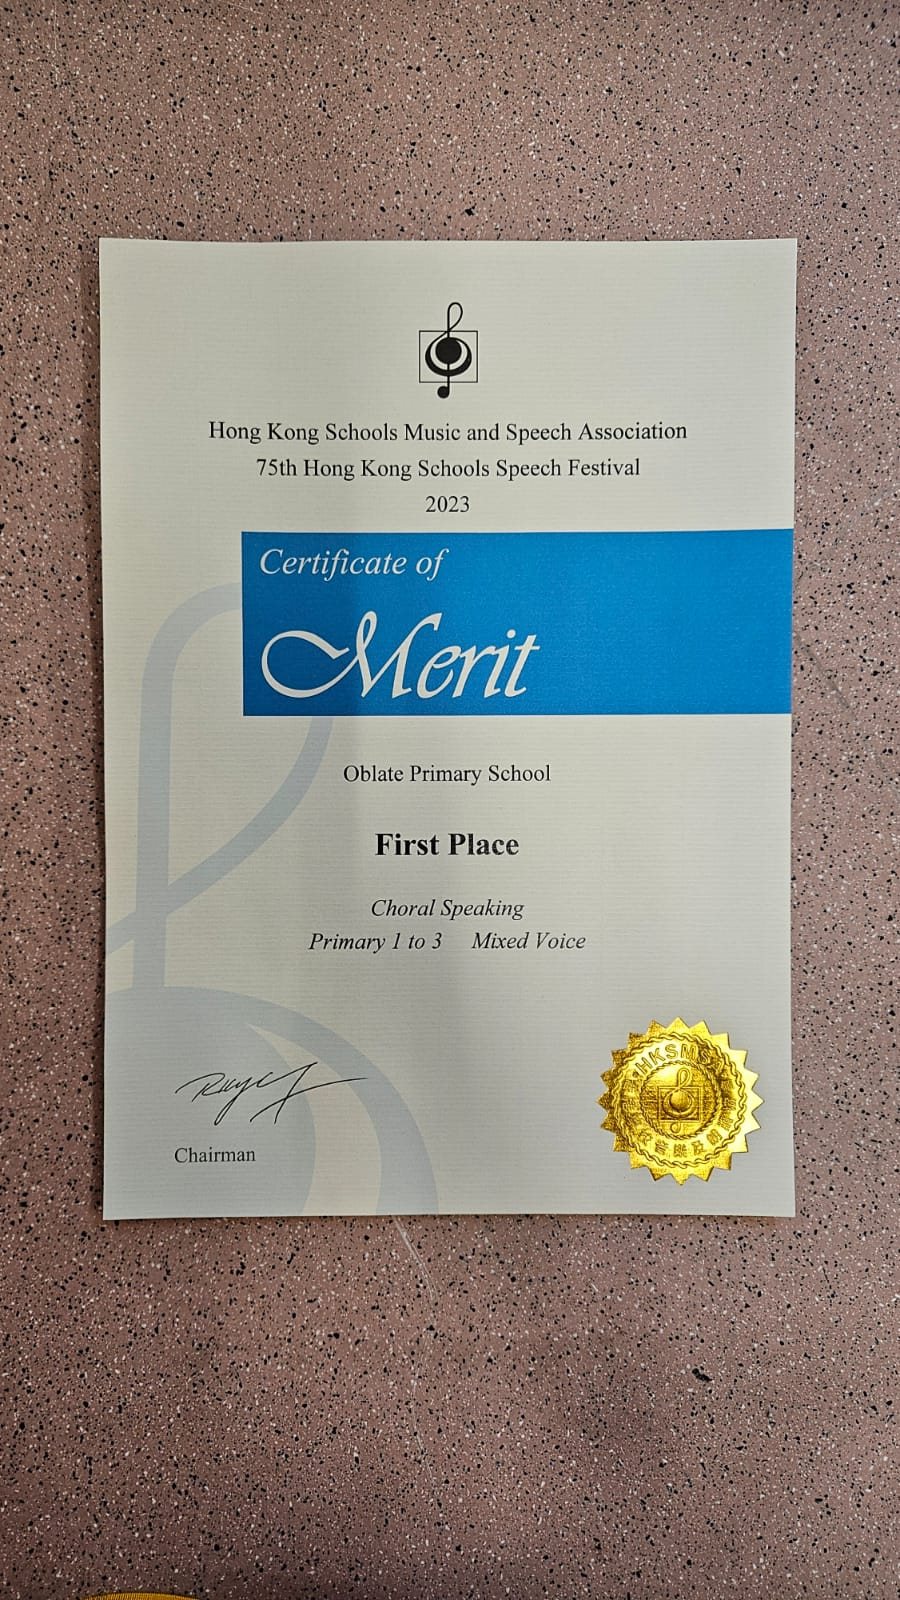 Hong Kong Schools Music and Speech Association
75th Hong Kong Schools Speech Festival
2023
Certificate of
Merit
Oblate Primary School
First Place
Choral Speaking
Primary 1 to 3 Mixed Voice
Chairman
HKSMS